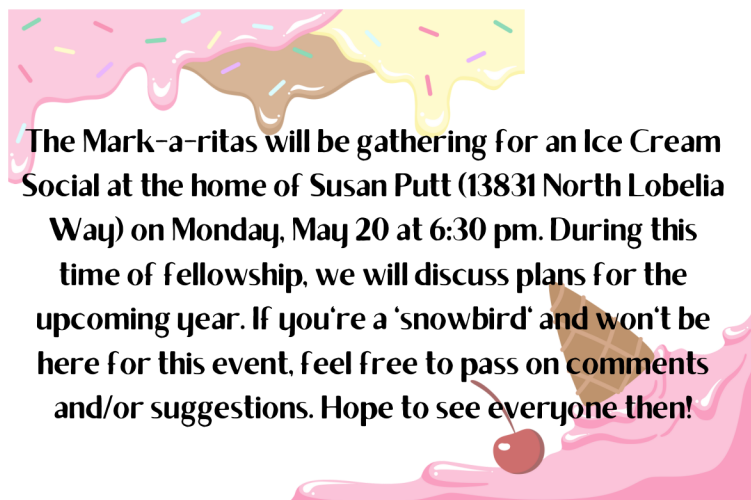 The Mark-a-ritas will be gathering for an Ice Cream
Social at the home of Susan Putt (13831 North Lobelia
Way) on Monday, May 20 at 6:30 pm. During this
time of fellowship, we will discuss plans for the
upcoming year. If you're a 'snowbird' and won't be
here for this event, feel free to pass on comments
and/or suggestions. Hope to see everyone then!